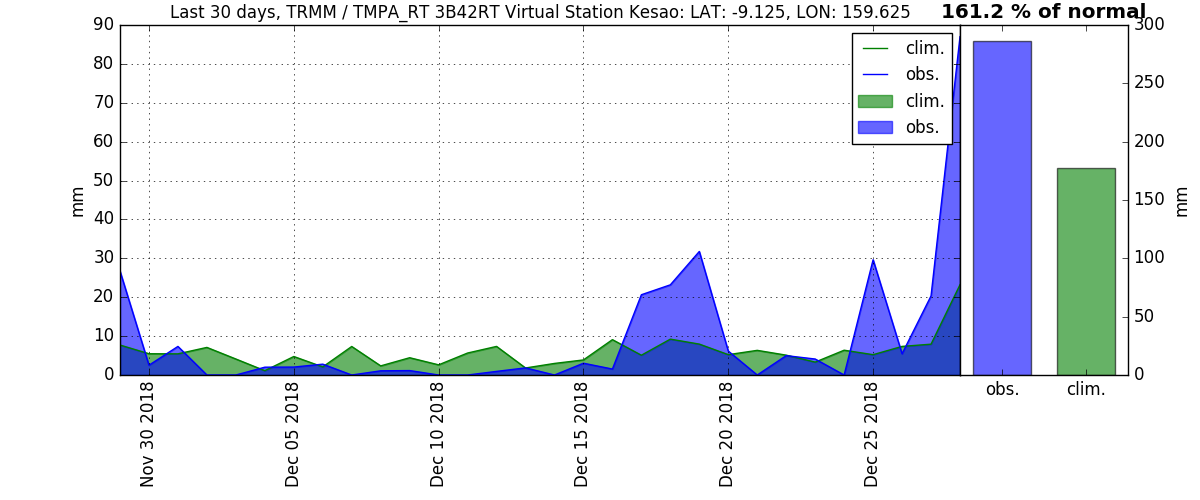 Last 30 days, TRMM / TMPA_RT 3B42RT Virtual Station Kesao: LAT: -9.125, LON: 159.625
161.2 % of normal
90
80
70
60
50
40
30
20
10
0
mm
clim.
obs.
clim.
obs.
Nov 30 2018
Dec 05 2018
Dec 10 2018
Dec 15 2018
Dec 20 2018
Dec 25 2018
300
250
200
150
100
50
0
mm
obs.
clim.